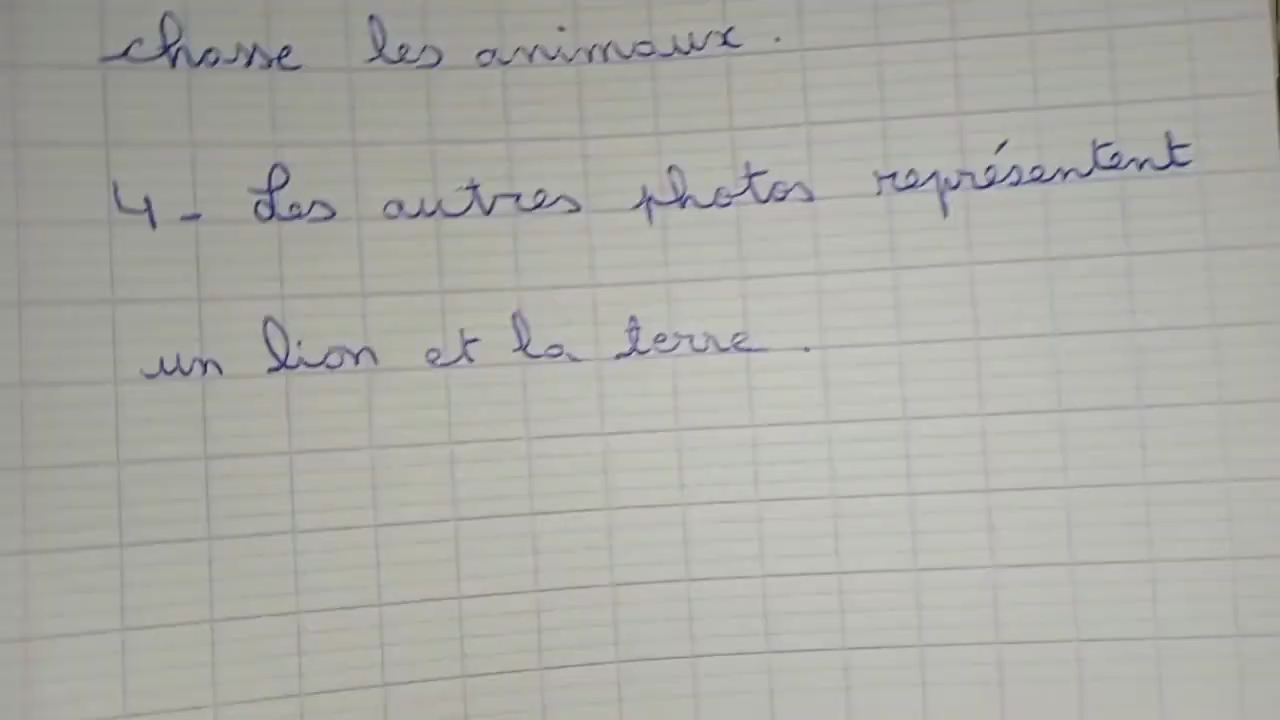 chasse les animaux.
4- Les autres photos représentent
un lion et la terre.